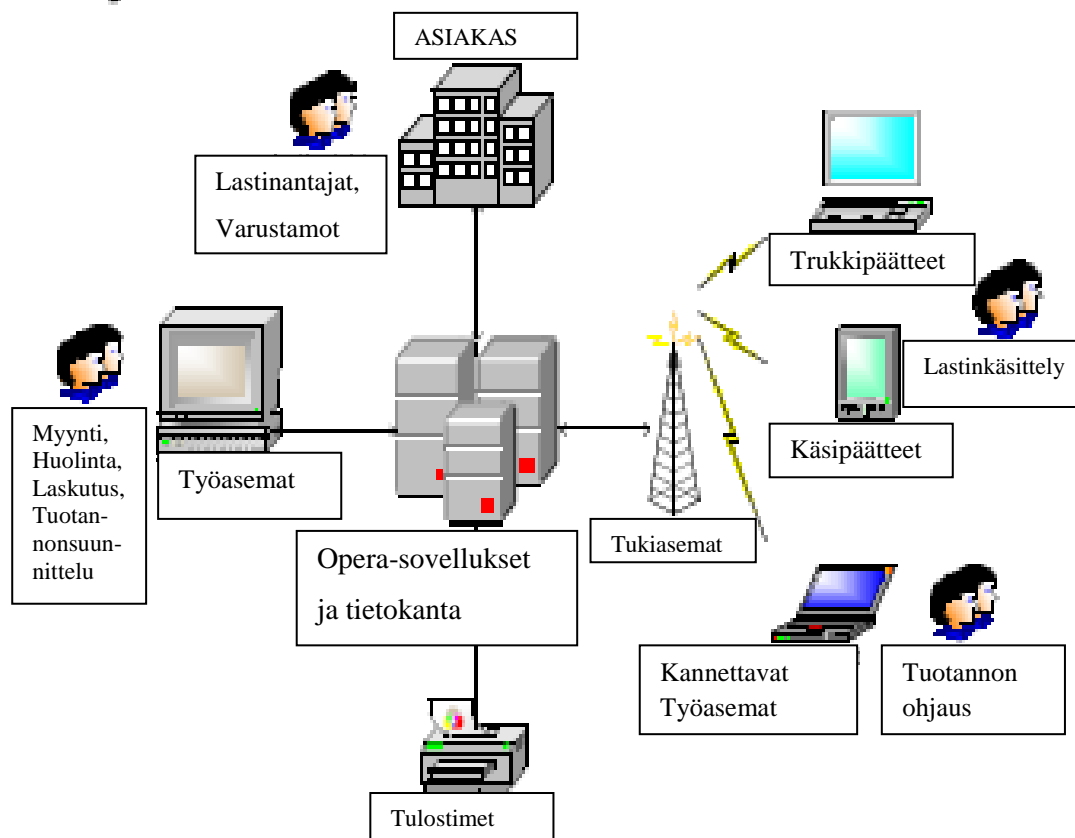 ASIAKAS
Lastinantajat,
Varustamot
Trukkipäätteet
Lastinkäsittely
Käsipäätteet
Myynti,
Huolinta,
Laskutus,
Tuotan-
nonsuun-
nittelu
Työasemat
Tukiasemat
Opera-sovellukset
ja tietokanta
Kannettavat
Työasemat
Tuotannon
ohjaus
Tulostimet